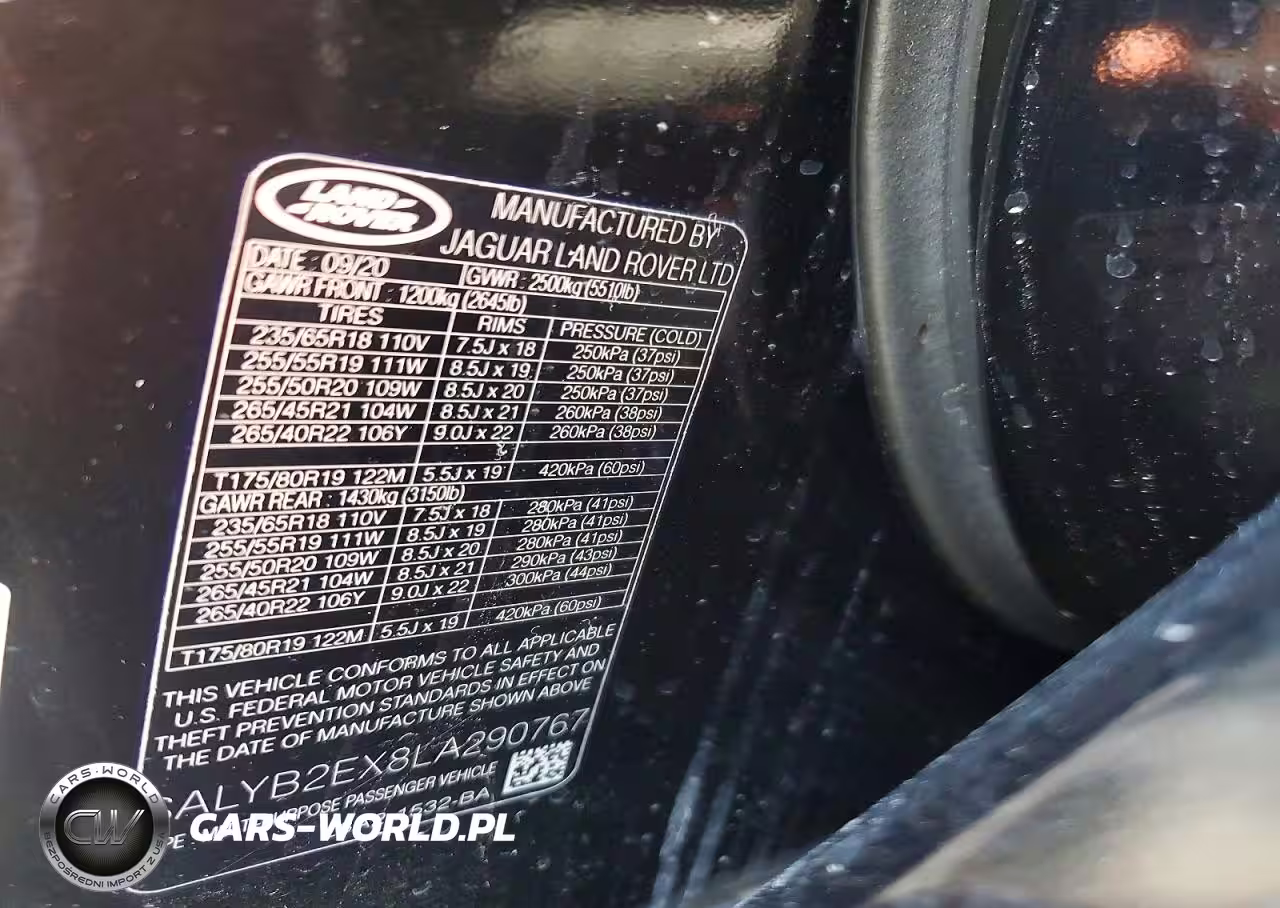 LAND
ROVER
MANUFACTURED BY
JAGUAR LAND ROVER LTD
DATE : 09/20 GVWR : 2500kg (5510lb)
GAWR FRONT : 1200kg (2645lb)
TIRES RIMS PRESSURE (COLD)
235/65R18 110V 7.5J x 18 250kPa (37psi)
255/55R19 111W 8.5J x 19 250kPa (37psi)
255/50R20 109W 8.5J x 20 250kPa (37psi)
265/45R21 104W 8.5J x 21 260kPa (38psi)
265/40R22 106Y 9.0J x 22 260kPa (38psi)
T175/80R19 122M 5.5J x 19 420kPa (60psi)
GAWR REAR : 1430kg (3150lb)
235/65R18 110V 7.5J x 18 280kPa (41psi)
255/55R19 111W 8.5J x 19 280kPa (41psi)
255/50R20 109W 8.5J x 20 280kPa (41psi)
265/45R21 104W 8.5J x 21 290kPa (43psi)
265/40R22 106Y 9.0J x 22 300kPa (44psi)
T175/80R19 122M 5.5J x 19 420kPa (60psi)
THIS VEHICLE CONFORMS TO ALL APPLICABLE
U.S. FEDERAL MOTOR VEHICLE SAFETY AND
THEFT PREVENTION STANDARDS IN EFFECT ON
THE DATE OF MANUFACTURE SHOWN ABOVE
SALYB2EX8LA290767
PASSENGER VEHICLE
1532-BA
CARS-WORLD
CW
BEZPOŚREDNI IMPORT Z USA
CARS-WORLD.PL